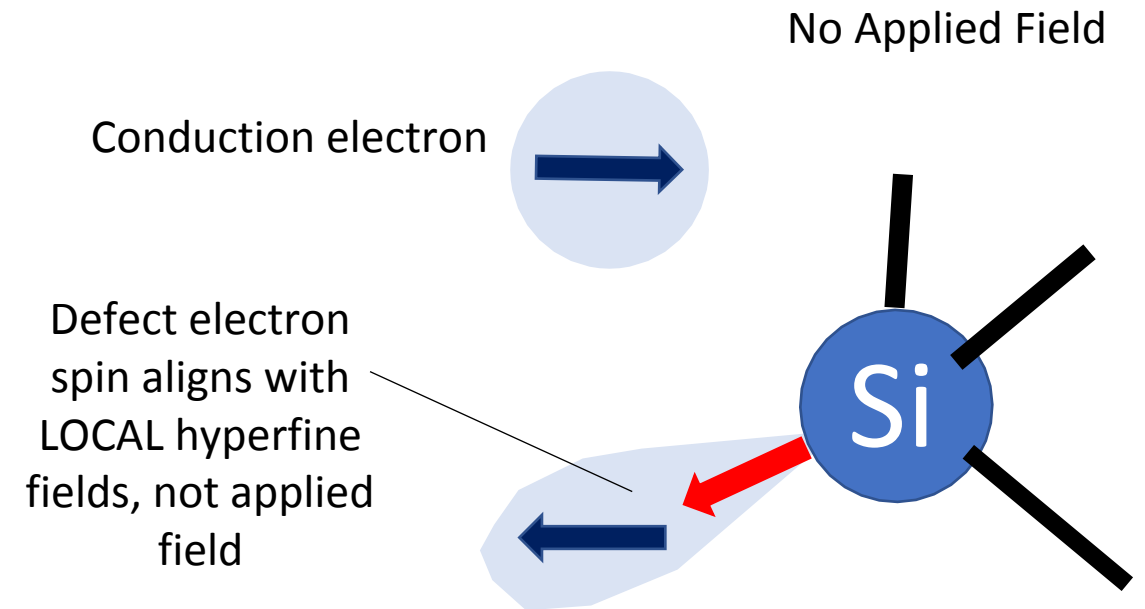 No Applied Field
Conduction electron
Defect electron
spin aligns with
LOCAL hyperfine
fields, not applied
field
Si